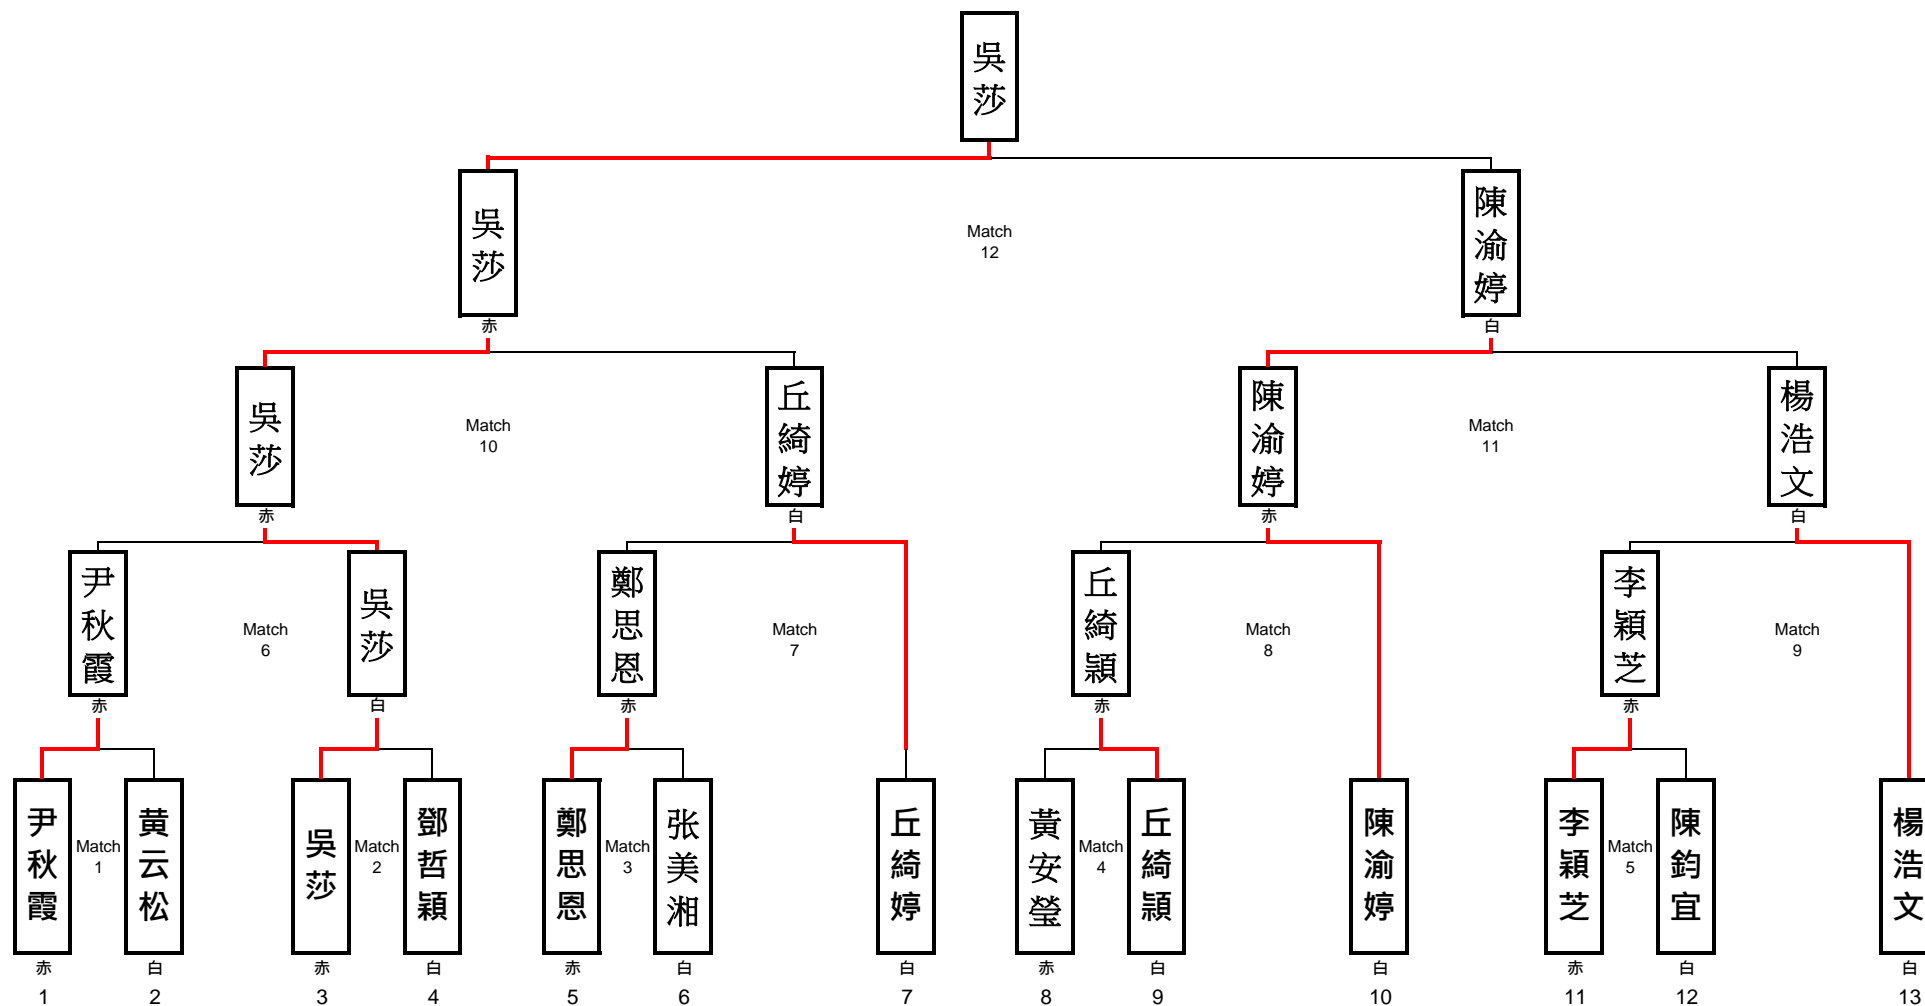 吳莎
吳莎
陳渝婷
Match
12
赤
白
吳莎
丘綺婷
陳渝婷
楊浩文
Match
10
Match
11
赤
白
赤
白
尹秋霞
吳莎
鄭思恩
丘綺頴
李穎芝
Match
6
Match
7
Match
8
Match
9
赤
白
赤
赤
赤
尹秋霞
Match
1
黄云松
吳莎
Match
2
鄧哲穎
鄭思恩
Match
3
张美湘
丘綺婷
黃安瑩
Match
4
丘綺頴
陳渝婷
李穎芝
Match
5
陳鈞宜
楊浩文
赤 白 赤 白 赤 白 白 赤 白 白 赤 白 白
1 2 3 4 5 6 7 8 9 10 11 12 13